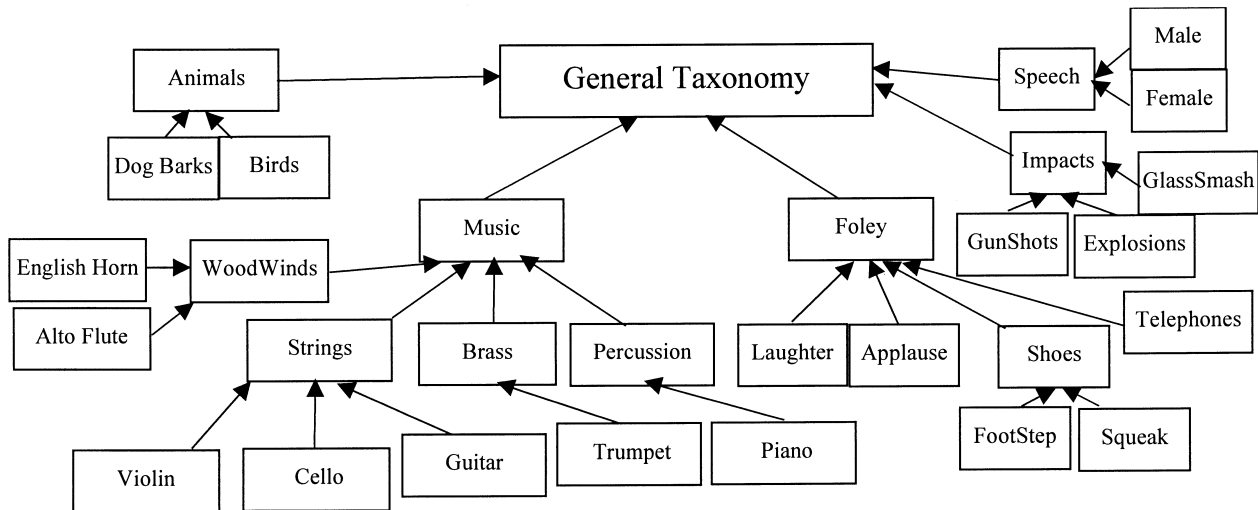 Male
Animals
General Taxonomy
Speech
Female
Dog Barks
Birds
Impacts
GlassSmash
Music
Foley
GunShots
Explosions
English Horn
WoodWinds
Alto Flute
Strings
Brass
Percussion
Laughter
Applause
Shoes
Telephones
Violin
Cello
Guitar
Trumpet
Piano
FootStep
Squeak